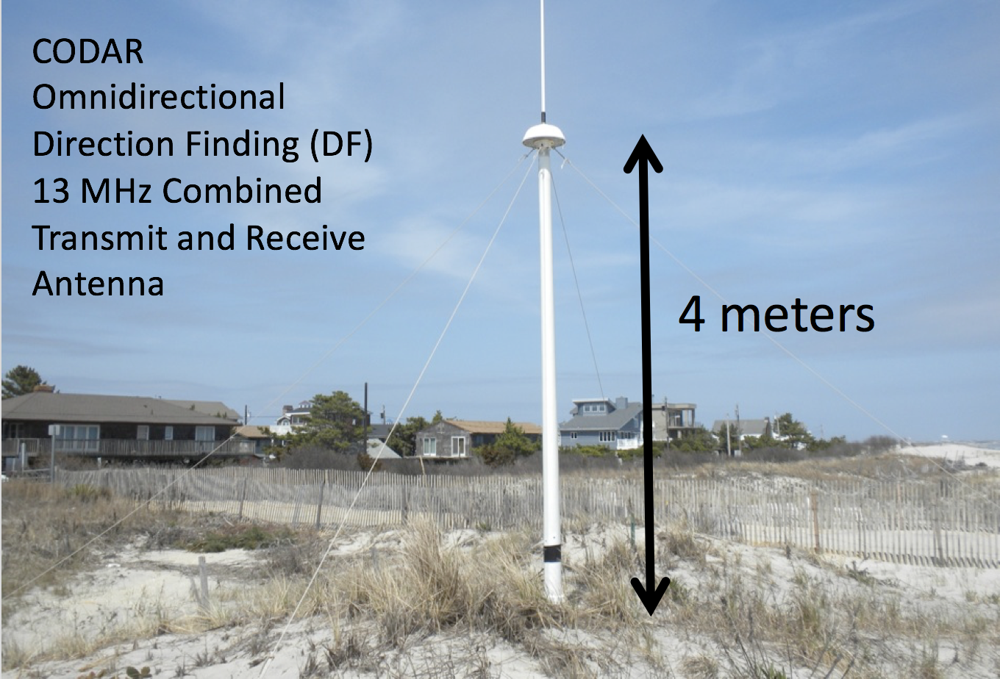 CODAR
Omnidirectional
Direction Finding (DF)
13 MHz Combined
Transmit and Receive
Antenna
4 meters